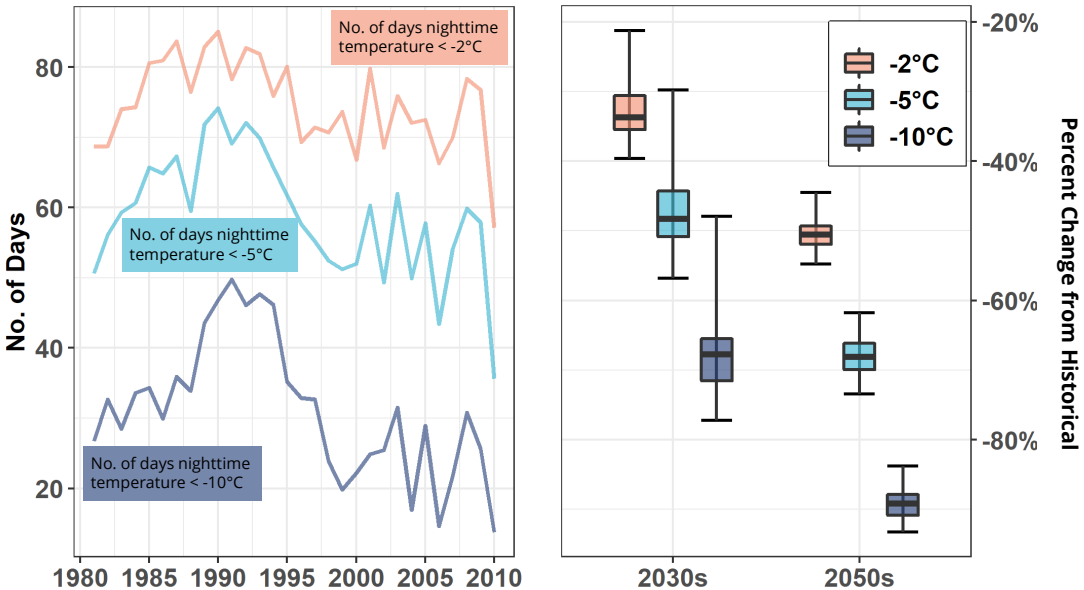 No. of days nighttime
temperature < -2°C
No. of days nighttime
temperature < -5°C
No. of days nighttime
temperature < -10°C
No. of Days
80
60
40
20
1980 1985 1990 1995 2000 2005 2010
-2°C
-5°C
-10°C
-20%
-40%
-60%
-80%
Percent Change from Historical
2030s 2050s